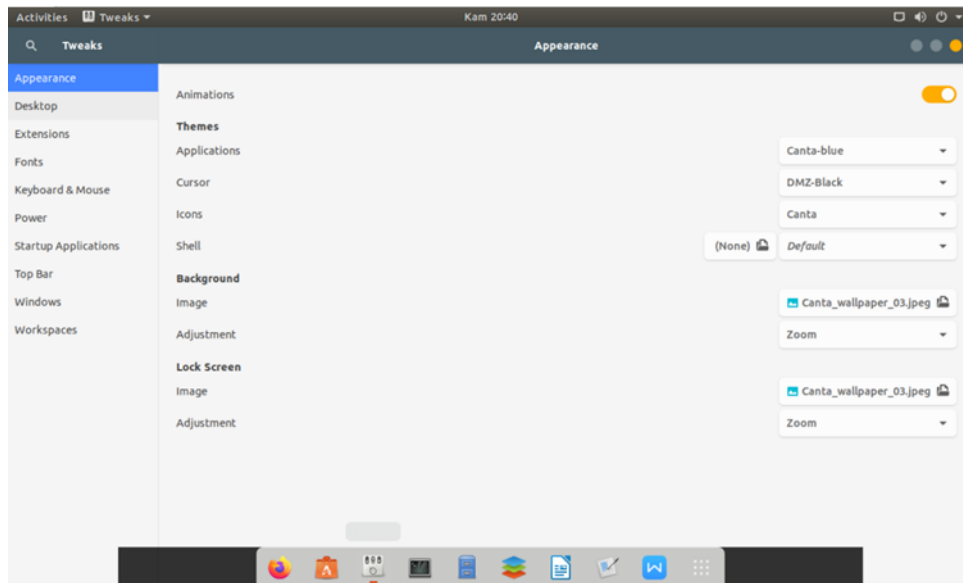 Activities Tweaks Kam 20:40
Tweaks Appearance
Appearance
Desktop
Extensions
Fonts
Keyboard & Mouse
Power
Startup Applications
Top Bar
Windows
Workspaces
Animations
Themes
Applications Canta-blue
Cursor DMZ-Black
Icons Canta
Shell (None) Default
Background
Image Canta_wallpaper_03.jpeg
Adjustment Zoom
Lock Screen
Image Canta_wallpaper_03.jpeg
Adjustment Zoom